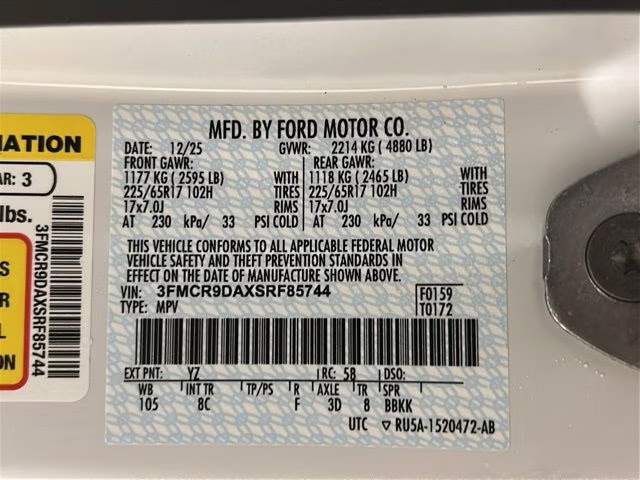 MATION
AR: 3
lbs.
S
R
L
ON
3FMCR9DAXSRF85744
MFD. BY FORD MOTOR CO.
DATE: 12/25 GVWR: 2214 KG ( 4880 LB)
FRONT GAWR: REAR GAWR:
1177 KG ( 2595 LB) WITH 1118 KG ( 2465 LB) WITH
225/65R17 102H TIRES 225/65R17 102H TIRES
17x7.0J RIMS 17x7.0J RIMS
AT 230 kPa/ 33 PSI COLD AT 230 kPa/ 33 PSI COLD
THIS VEHICLE CONFORMS TO ALL APPLICABLE FEDERAL MOTOR
VEHICLE SAFETY AND THEFT PREVENTION STANDARDS IN
EFFECT ON THE DATE OF MANUFACTURE SHOWN ABOVE.
VIN: 3FMCR9DAXSRF85744 F0159
TYPE: MPV T0172
EXT PNT: YZ RC: 58 DSO:
WB INT TR TP/PS R AXLE TR SPR
105 8C F 3D 8 BBKK
UTC ▽ RU5A-1520472-AB